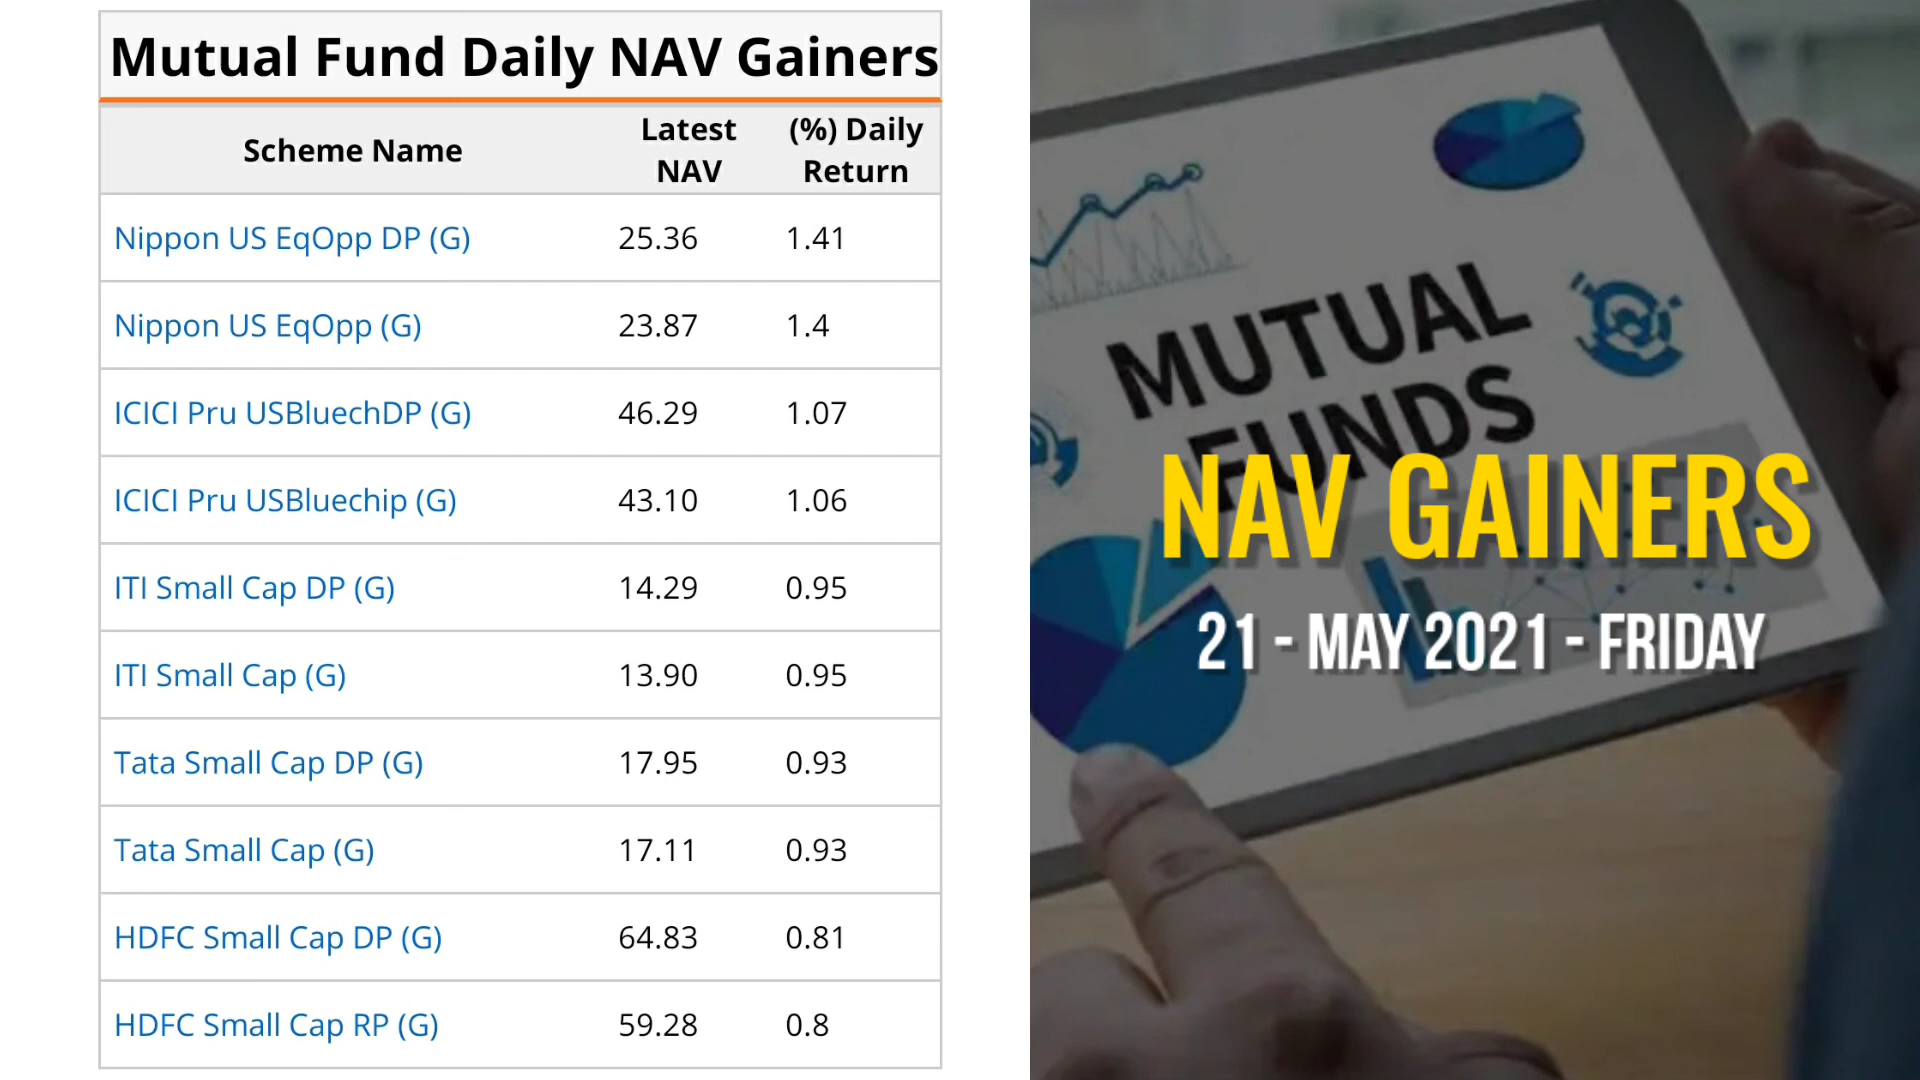 Mutual Fund Daily NAV Gainers
Scheme Name Latest NAV (%) Daily Return
Nippon US EqOpp DP (G) 25.36 1.41
Nippon US EqOpp (G) 23.87 1.4
ICICI Pru USBluechDP (G) 46.29 1.07
ICICI Pru USBluechip (G) 43.10 1.06
ITI Small Cap DP (G) 14.29 0.95
ITI Small Cap (G) 13.90 0.95
Tata Small Cap DP (G) 17.95 0.93
Tata Small Cap (G) 17.11 0.93
HDFC Small Cap DP (G) 64.83 0.81
HDFC Small Cap RP (G) 59.28 0.8
MUTUAL
FUNDS
NAV GAINERS
21 - MAY 2021 - FRIDAY